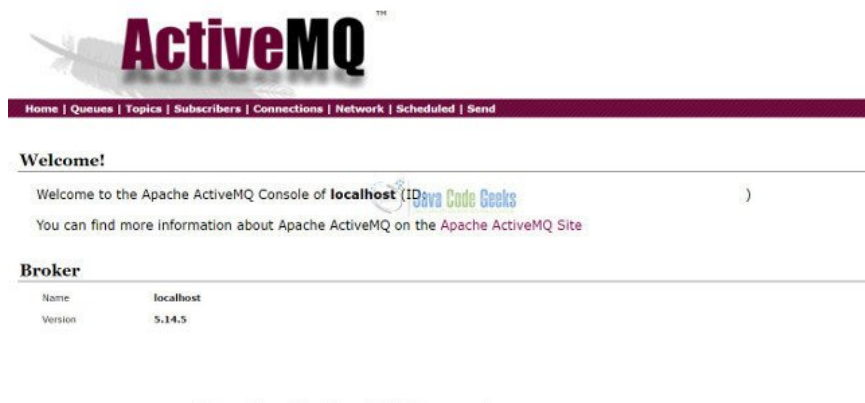 ActiveMQ™
Home | Queues | Topics | Subscribers | Connections | Network | Scheduled | Send
Welcome!
Welcome to the Apache ActiveMQ Console of localhost (ID: Java Code Geeks )
You can find more information about Apache ActiveMQ on the Apache ActiveMQ Site
Broker
Name localhost
Version 5.14.5